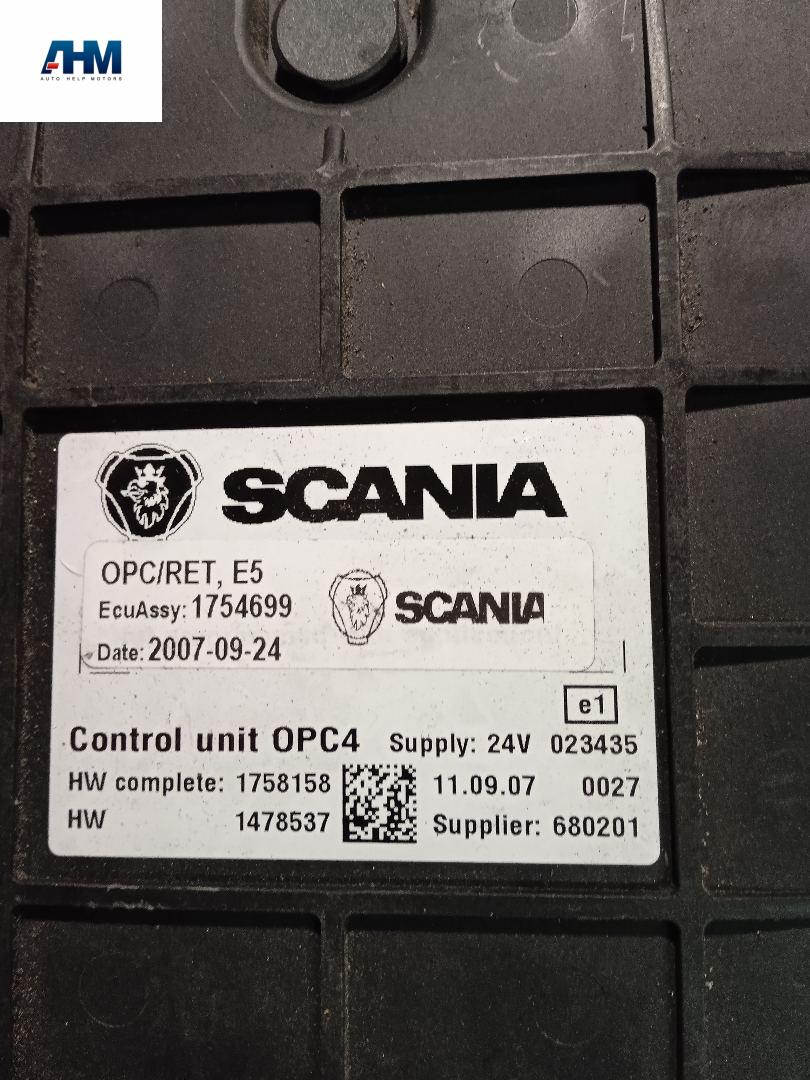 AHM
AUTO HELP MOTORS
SCANIA
OPC/RET, E5
EcuAssy: 1754699
SCANIA
Date: 2007-09-24
e1
Control unit OPC4 Supply: 24V 023435
HW complete: 1758158 11.09.07 0027
HW 1478537 Supplier: 680201